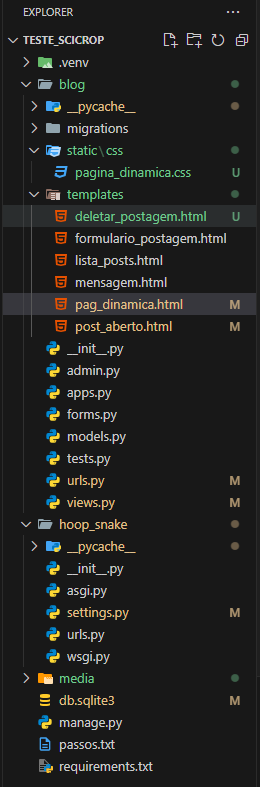 EXPLORER
TESTE_SCICROP
.venv
blog
__pycache__
migrations
static\css
pagina_dinamica.css U
templates
deletar_postagem.html U
formulario_postagem.html
lista_posts.html
mensagem.html
pag_dinamica.html M
post_aberto.html M
__init__.py
admin.py
apps.py
forms.py
models.py
tests.py
urls.py M
views.py M
hoop_snake
__pycache__
__init__.py
asgi.py
settings.py M
urls.py
wsgi.py
media
db.sqlite3 M
manage.py
passos.txt
requirements.txt